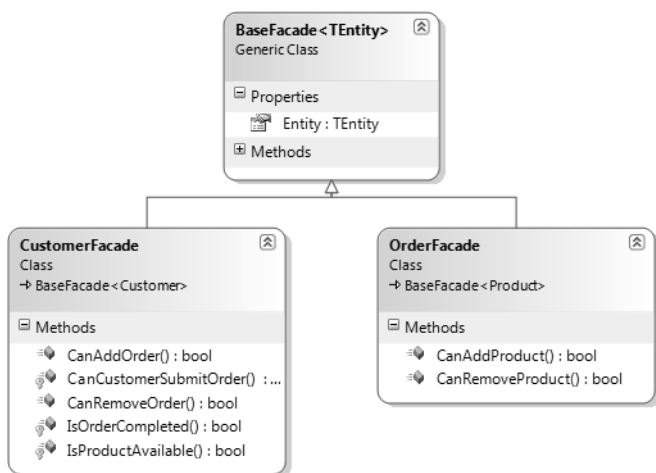 BaseFacade<TEntity>
Generic Class
Properties
Entity : TEntity
Methods
CustomerFacade
Class
BaseFacade<Customer>
Methods
CanAddOrder() : bool
CanCustomerSubmitOrder() : ...
CanRemoveOrder() : bool
IsOrderCompleted() : bool
IsProductAvailable() : bool
OrderFacade
Class
BaseFacade<Product>
Methods
CanAddProduct() : bool
CanRemoveProduct() : bool